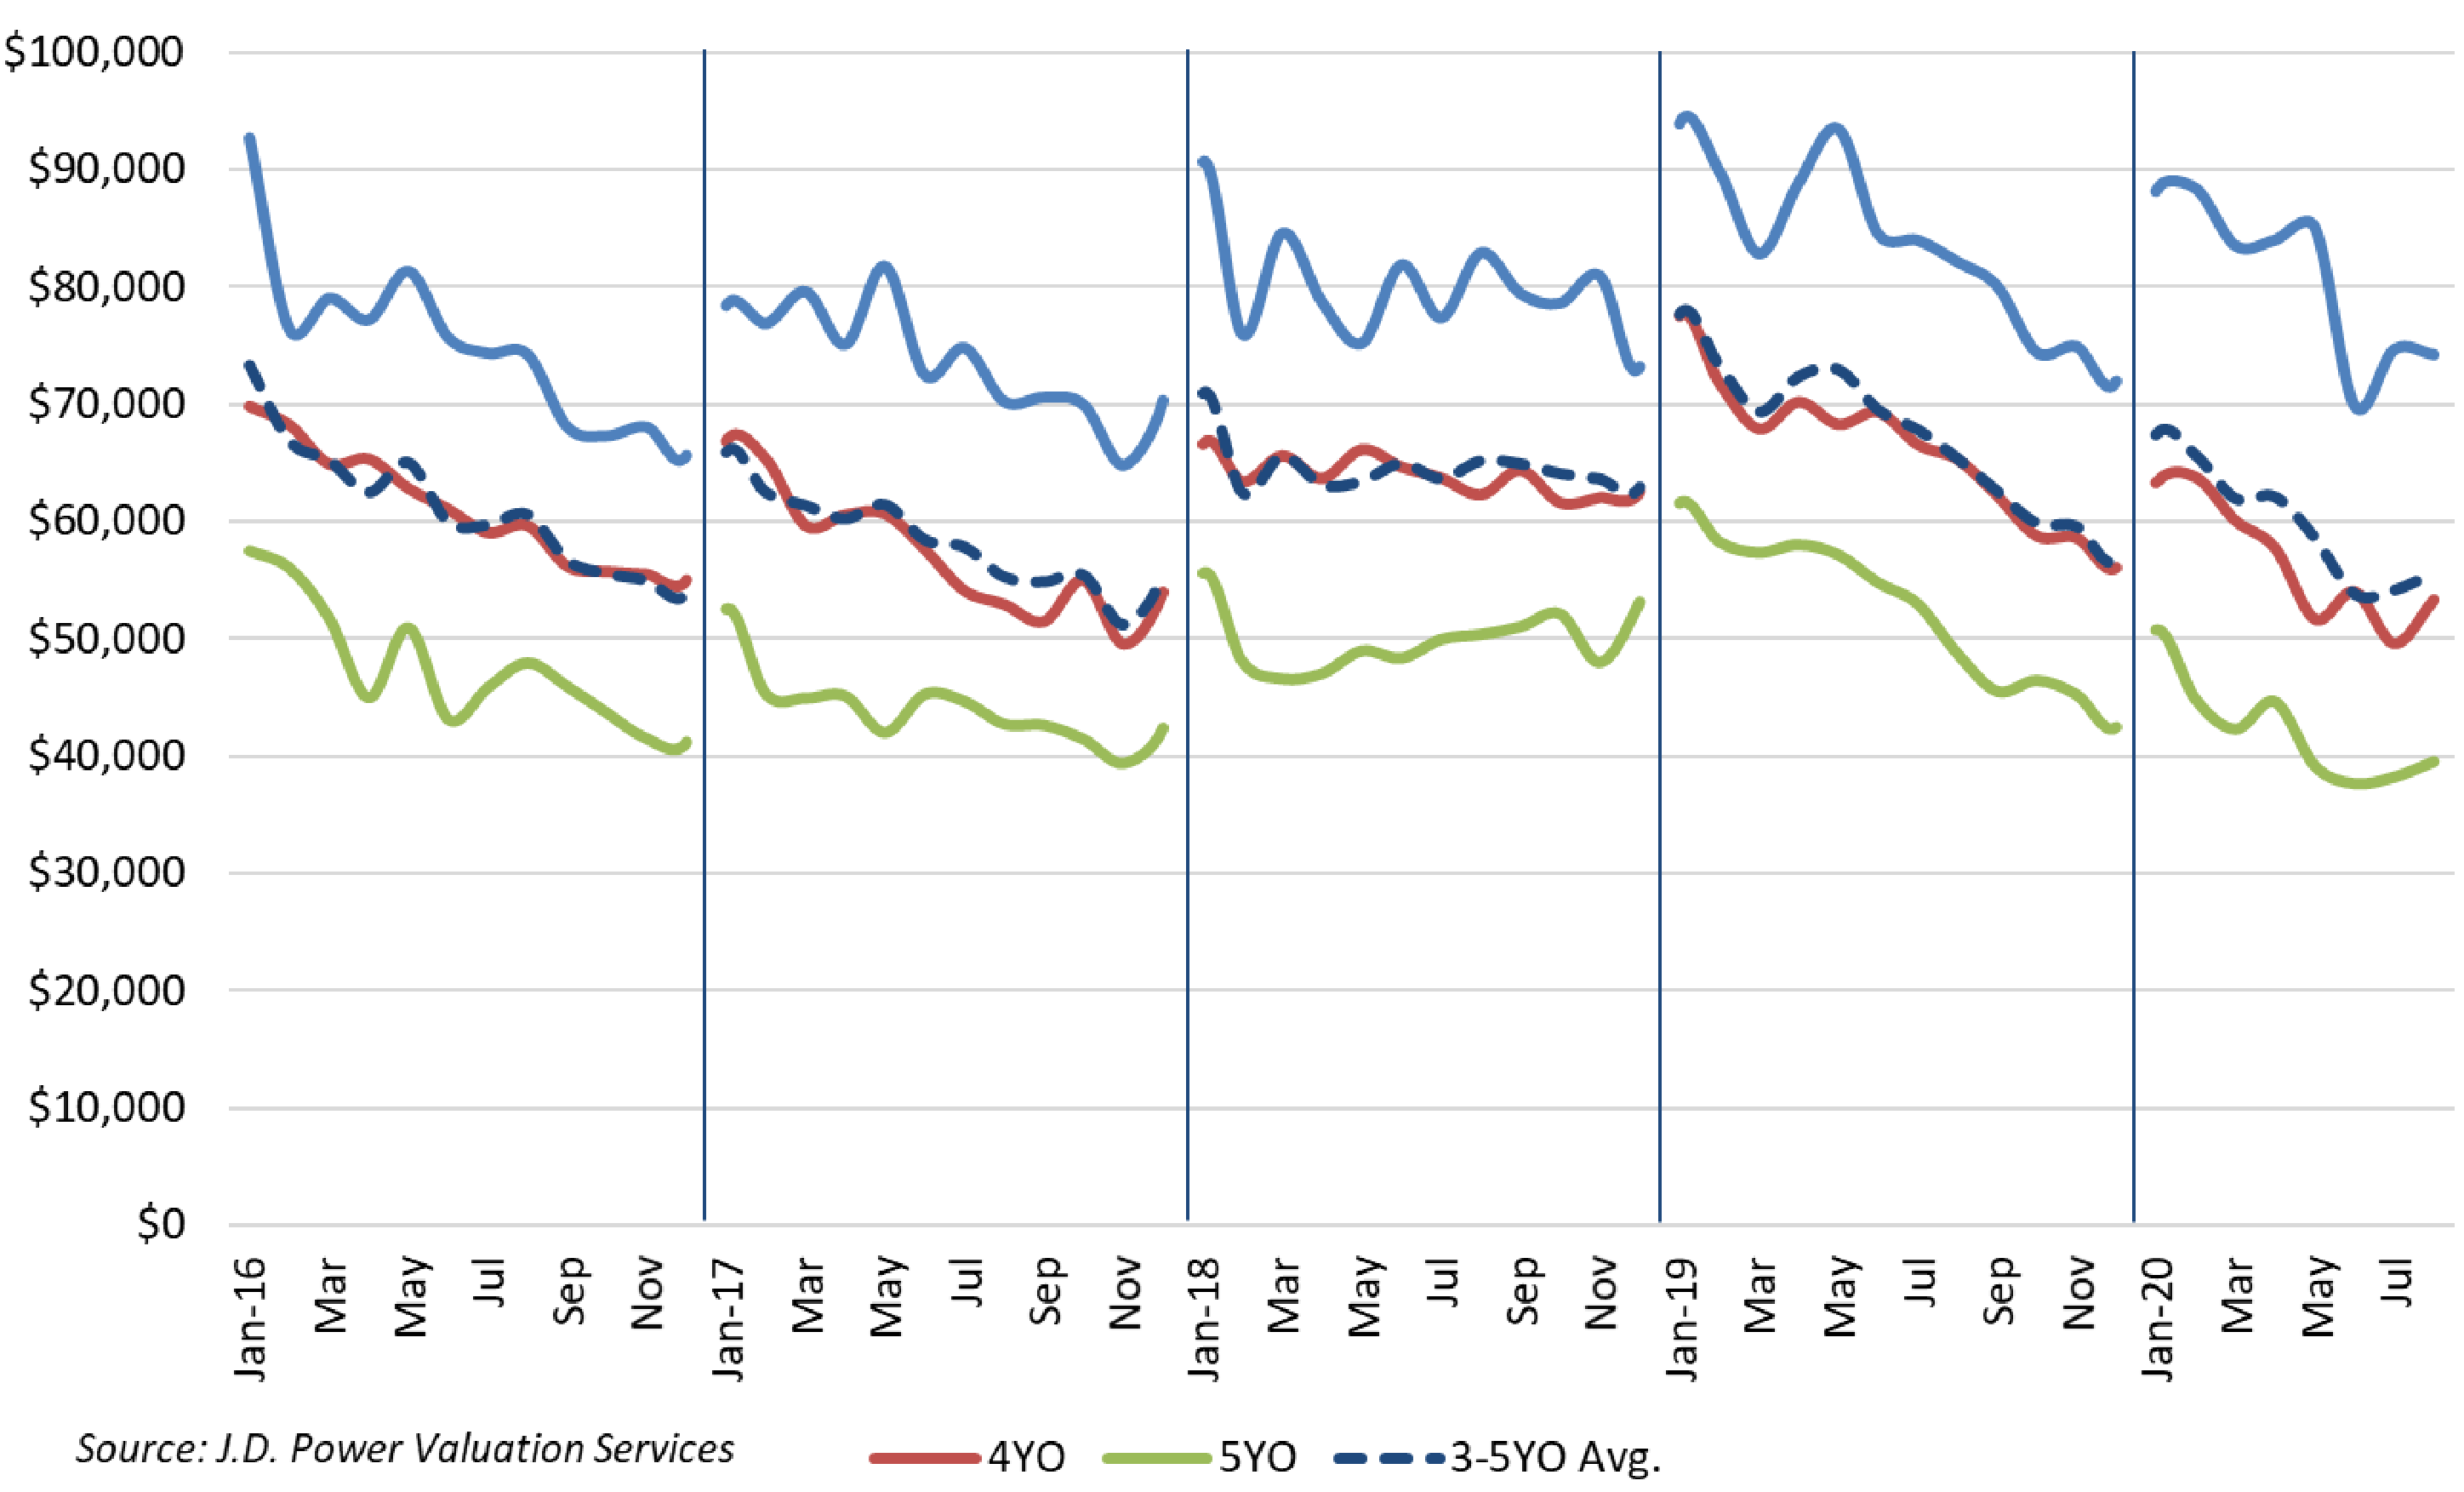 $100,000
$90,000
$80,000
$70,000
$60,000
$50,000
$40,000
$30,000
$20,000
$10,000
$0
Jan-16
Mar
May
Jul
Sep
Nov
Jan-17
Mar
May
Jul
Sep
Nov
Jan-18
Mar
May
Jul
Sep
Nov
Jan-19
Mar
May
Jul
Sep
Nov
Jan-20
Mar
May
Jul
Source: J.D. Power Valuation Services
4YO
5YO
3-5YO Avg.